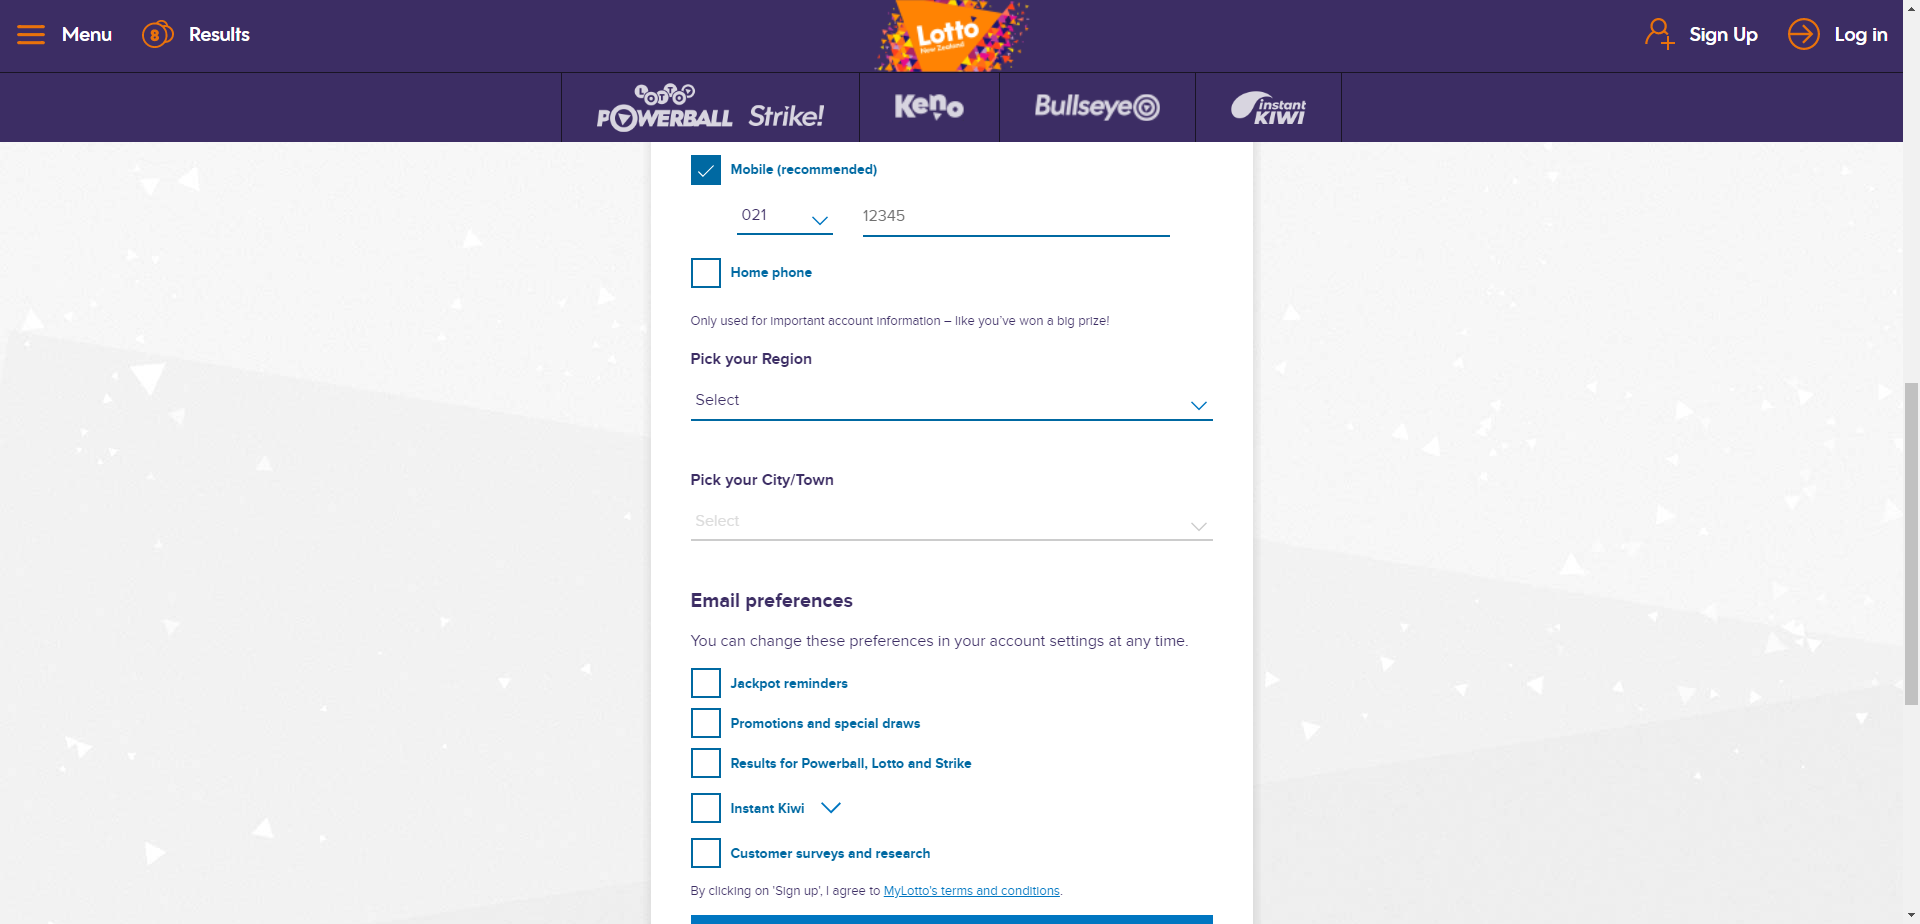 Menu
8
Results
Lotto
New Zealand
Sign Up
Log in
LOTTO
POWERBALL
Strike!
Keno
Bullseye
instant
KIWI
Mobile (recommended)
021
12345
Home phone
Only used for important account information – like you've won a big prize!
Pick your Region
Select
Pick your City/Town
Select
Email preferences
You can change these preferences in your account settings at any time.
Jackpot reminders
Promotions and special draws
Results for Powerball, Lotto and Strike
Instant Kiwi
Customer surveys and research
By clicking on 'Sign up', I agree to MyLotto's terms and conditions.